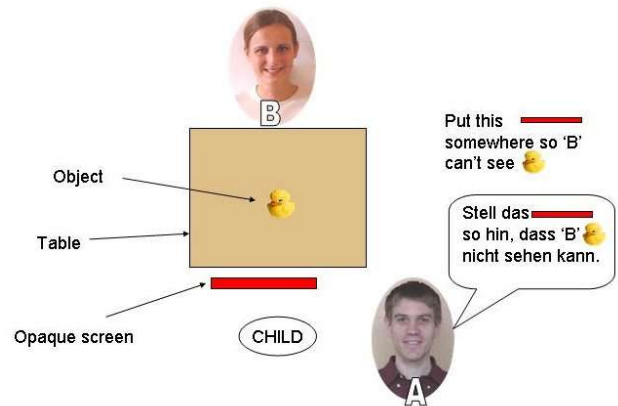 B
Object
Table
Opaque screen
CHILD
Put this
somewhere so ‘B’
can’t see
Stell das
so hin, dass ‘B’
nicht sehen kann.
A